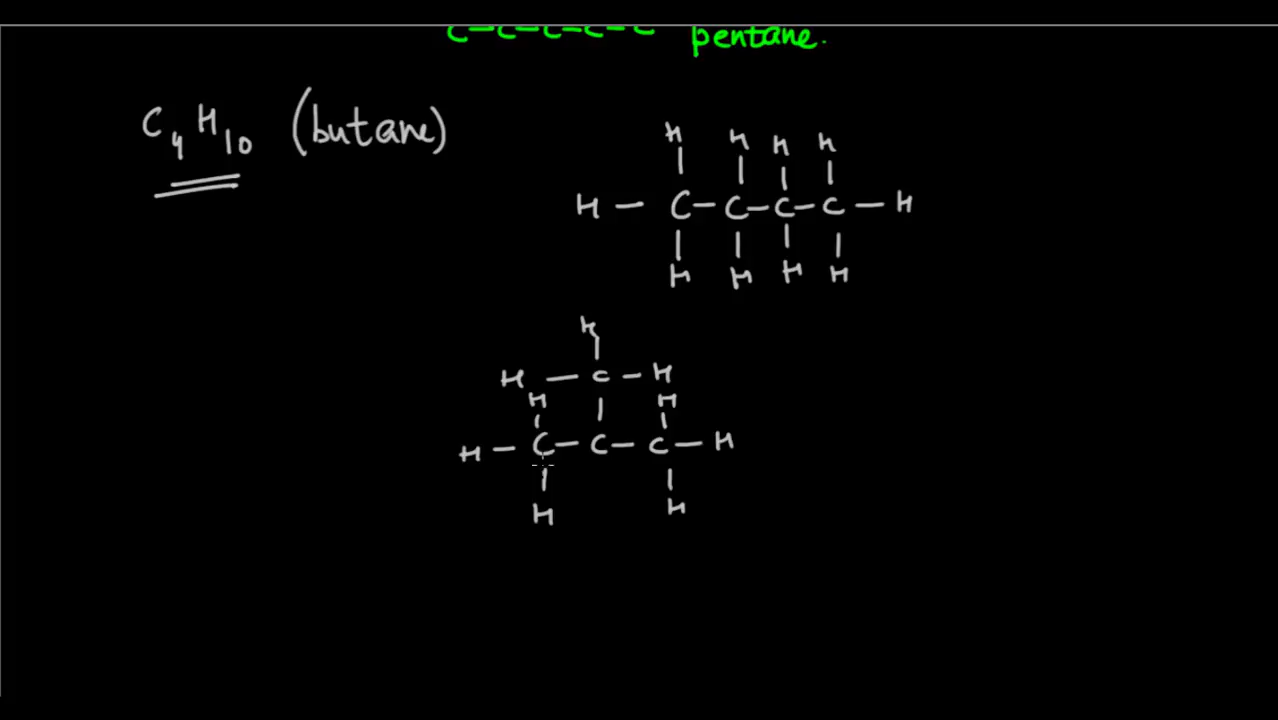 C-C-C-C-C pentane.
C4H10 (butane)
H H H H
H - C - C - C - C - H
H H H H
H
H - C - H
H H
H - C - C - C - H
H H